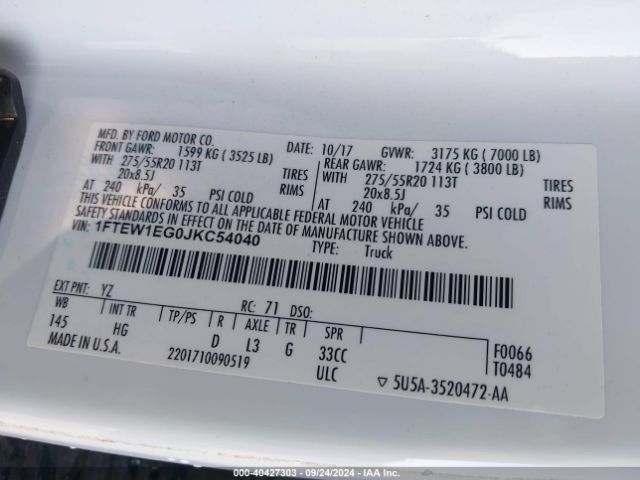 MFD. BY FORD MOTOR CO. DATE: 10/17 GVWR: 3175 KG ( 7000 LB)
FRONT GAWR: 1599 KG ( 3525 LB) REAR GAWR: 1724 KG ( 3800 LB)
WITH 275/55R20 113T TIRES WITH 275/55R20 113T TIRES
20x8.5J RIMS 20x8.5J RIMS
AT 240 kPa/ 35 PSI COLD AT 240 kPa/ 35 PSI COLD
THIS VEHICLE CONFORMS TO ALL APPLICABLE FEDERAL MOTOR VEHICLE
SAFETY STANDARDS IN EFFECT ON THE DATE OF MANUFACTURE SHOWN ABOVE.
VIN: 1FTEW1EG0JKC54040 TYPE: Truck
EXT PNT: YZ RC: 71 DSO:
WB INT TR TP/PS R AXLE TR SPR
145 HG D L3 G 33CC F0066
MADE IN U.S.A. 2201710090519 ULC T0484
5U5A-3520472-AA
000-40427303 - 09/24/2024 - IAAI.COM